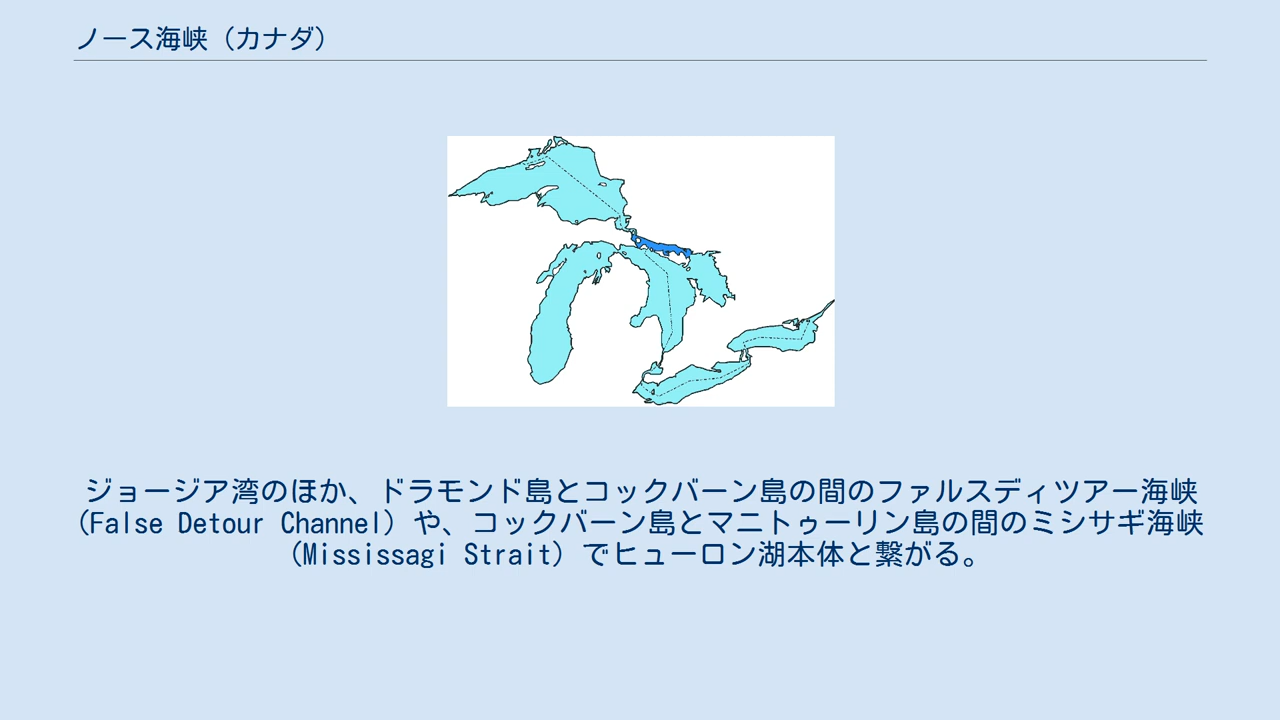 ノース海峡（カナダ）
ジョージア湾のほか、ドラモンド島とコックバーン島の間のファルスディツアー海峡
（False Detour Channel）や、コックバーン島とマニトゥーリン島の間のミシサギ海峡
（Mississagi Strait）でヒューロン湖本体と繋がる。